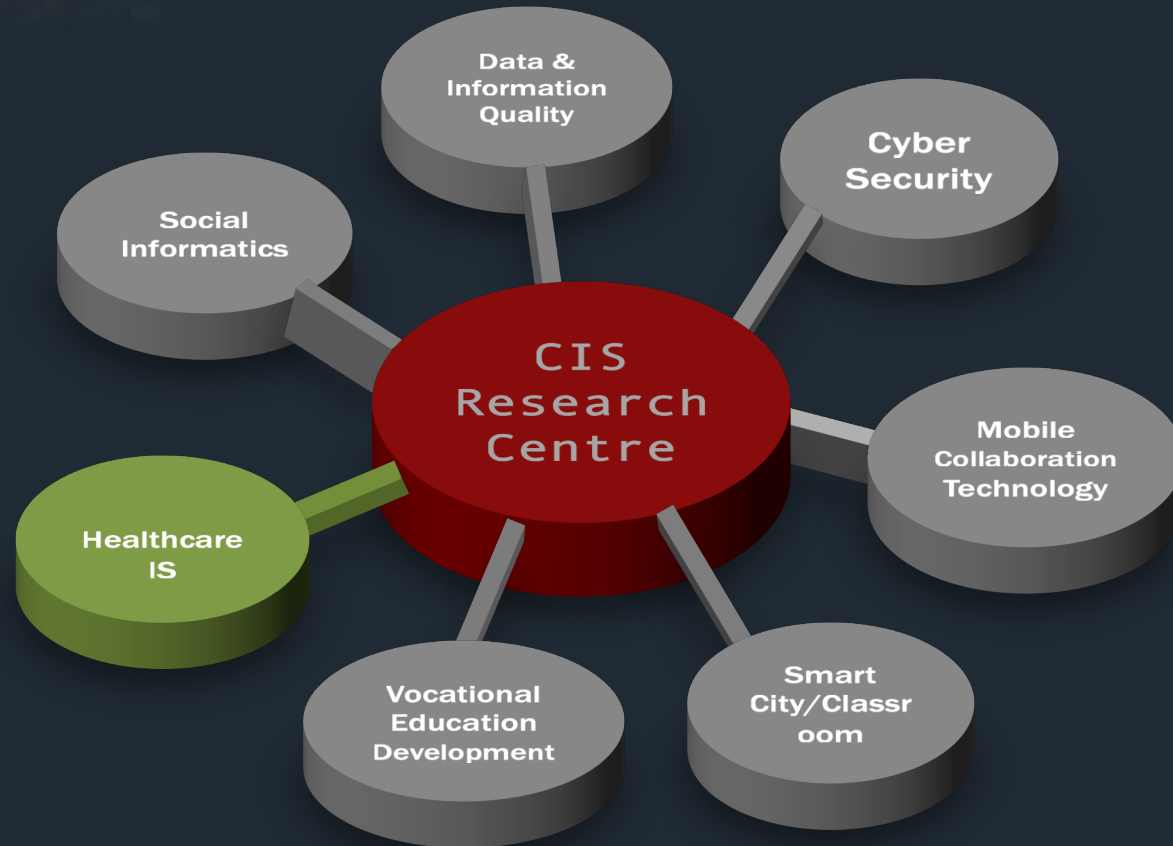 Data &
Information
Quality
Cyber
Security
Social
Informatics
CIS
Research
Centre
Mobile
Collaboration
Technology
Healthcare
IS
Vocational
Education
Development
Smart
City/Classr
oom